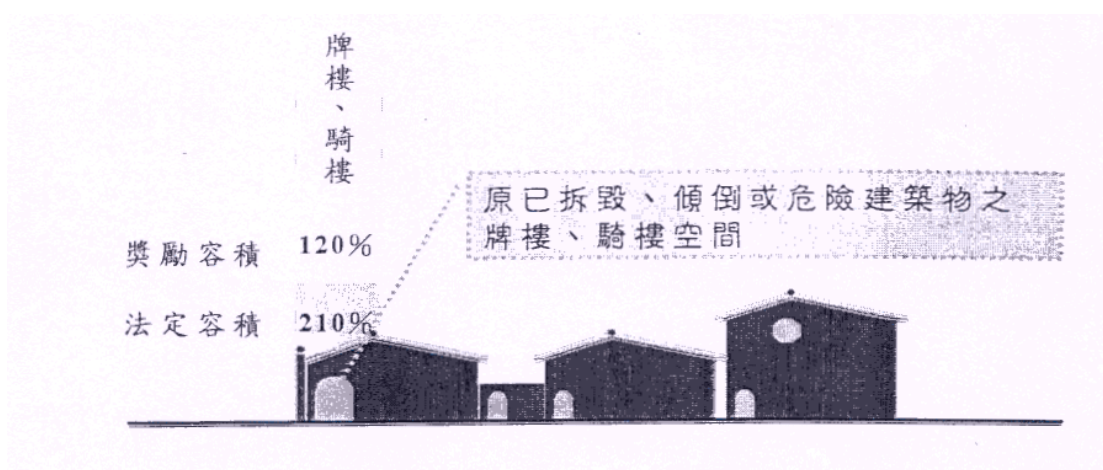 牌樓、騎樓
原已拆毀、傾倒或危險建築物之
牌樓、騎樓空間
獎勵容積 120%
法定容積 210%